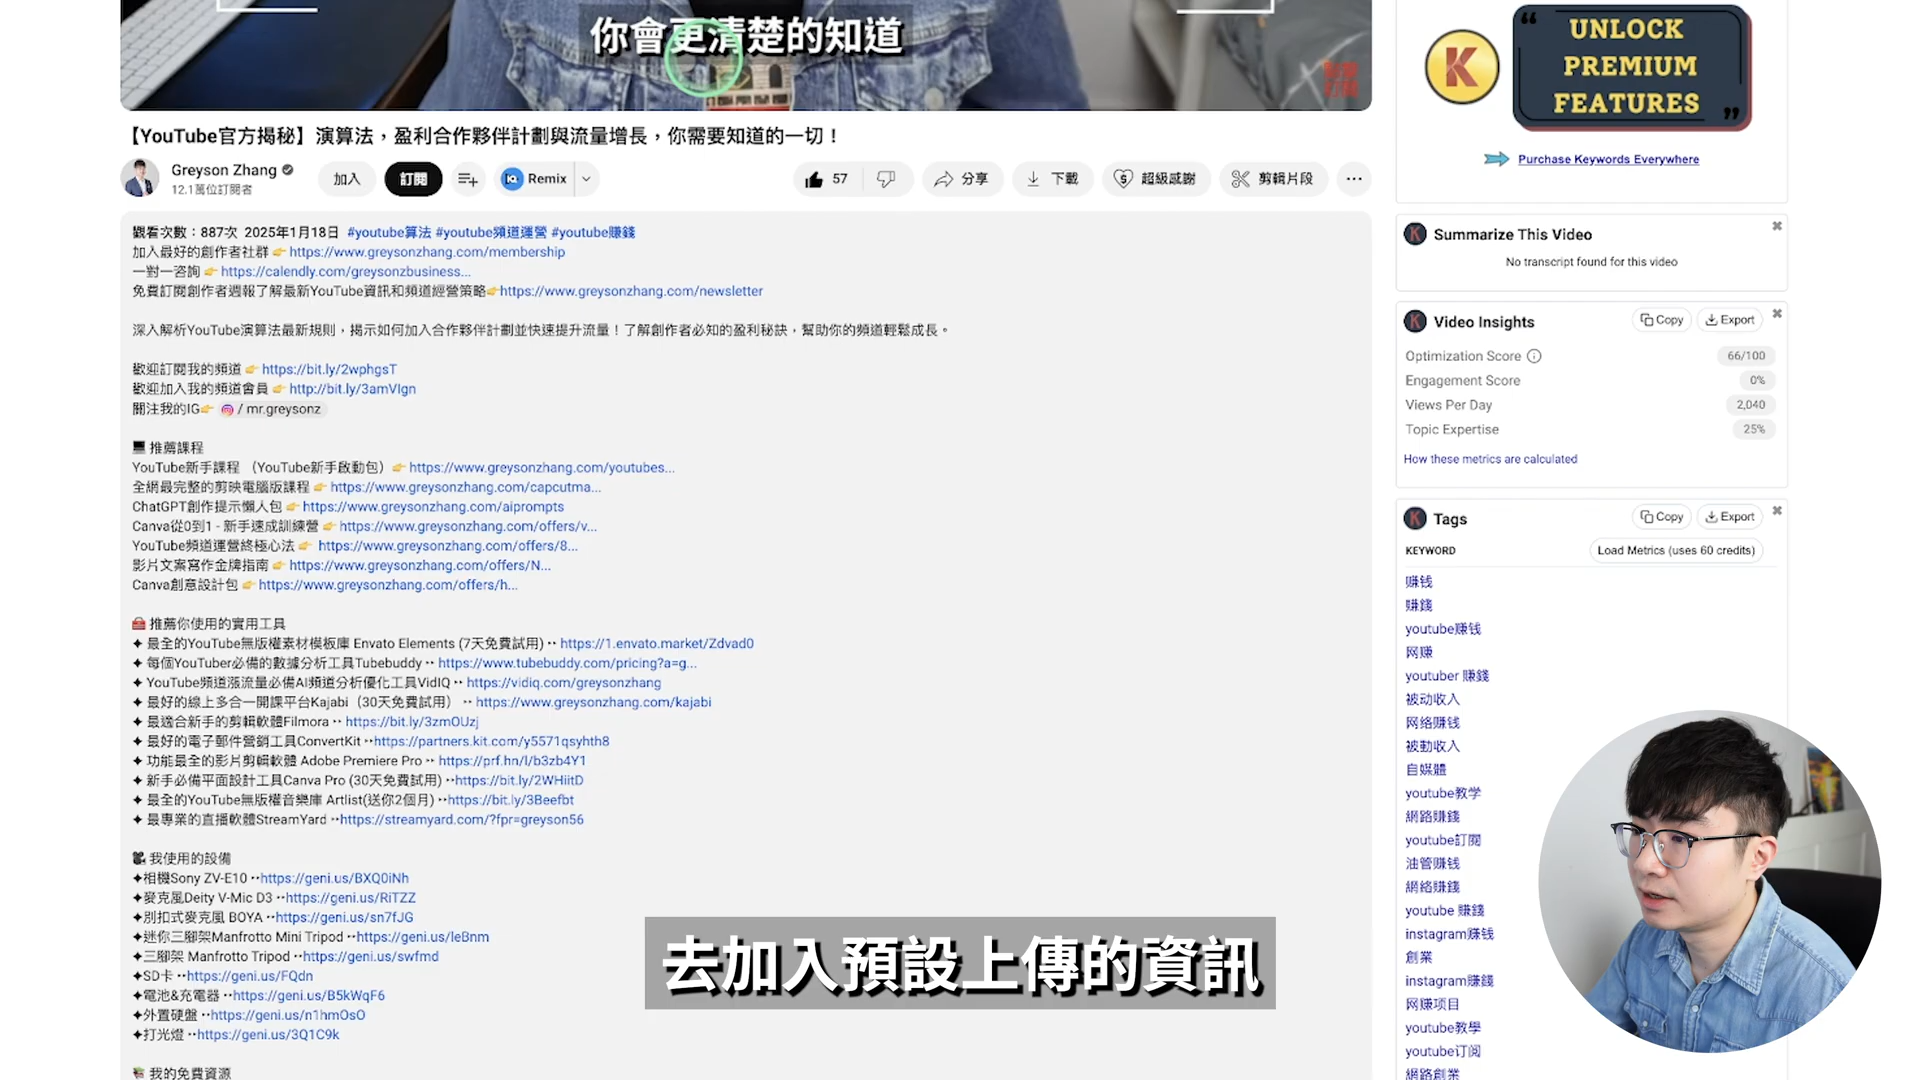 你會更清楚的知道
【YouTube官方揭秘】演算法，盈利合作夥伴計劃與流量增長，你需要知道的一切！
Greyson Zhang
12.1萬位訂閱者
加入
訂閱
Remix
57
分享
下載
超級感謝
剪輯片段
觀看次數：887次 2025年1月18日 #youtube算法 #youtube頻道運營 #youtube賺錢
加入最好的創作者社群 👉 https://www.greysonzhang.com/membership
一對一咨詢 👉 https://calendly.com/greysonzbusiness...
免費訂閱創作者週報了解最新YouTube資訊和頻道經營策略👉https://www.greysonzhang.com/newsletter
深入解析YouTube演算法最新規則，揭示如何加入合作夥伴計劃並快速提升流量！了解創作者必知的盈利秘訣，幫助你的頻道輕鬆成長。
歡迎訂閱我的頻道 👉 https://bit.ly/2wphgsT
歡迎加入我的頻道會員 👉 http://bit.ly/3amVIgn
關注我的IG👉 / mr.greysonz
💻 推薦課程
YouTube新手課程 （YouTube新手啟動包） 👉 https://www.greysonzhang.com/youtubes...
全網最完整的剪映電腦版課程 👉 https://www.greysonzhang.com/capcutma...
ChatGPT創作提示懶人包 👉 https://www.greysonzhang.com/aiprompts
Canva從0到1 - 新手速成訓練營 👉 https://www.greysonzhang.com/offers/v...
YouTube頻道運營終極心法 👉 https://www.greysonzhang.com/offers/8...
影片文案寫作金牌指南 👉 https://www.greysonzhang.com/offers/N...
Canva創意設計包 👉 https://www.greysonzhang.com/offers/h...
🧰 推薦你使用的實用工具
✦ 最全的YouTube無版權素材模板庫 Envato Elements (7天免費試用) ‣‣ https://1.envato.market/Zdvad0
✦ 每個YouTuber必備的數據分析工具Tubebuddy ‣‣ https://www.tubebuddy.com/pricing?a=g...
✦ YouTube頻道漲流量必備AI頻道分析優化工具VidIQ ‣‣ https://vidiq.com/greysonzhang
✦ 最好的線上多合一開課平台Kajabi（30天免費試用） ‣‣ https://www.greysonzhang.com/kajabi
✦ 最適合新手的剪輯軟體Filmora ‣‣ https://bit.ly/3zmOUzj
✦ 最好的電子郵件營銷工具ConvertKit ‣‣https://partners.kit.com/y5571qsyhth8
✦ 功能最全的影片剪輯軟體 Adobe Premiere Pro ‣‣ https://prf.hn/l/b3zb4Y1
✦ 新手必備平面設計工具Canva Pro (30天免費試用) ‣‣https://bit.ly/2WHiitD
✦ 最全的YouTube無版權音樂庫 Artlist(送你2個月) ‣‣https://bit.ly/3Beefbt
✦ 最專業的直播軟體StreamYard ‣‣https://streamyard.com/?fpr=greyson56
📽 我使用的設備
✦相機Sony ZV-E10 ‣‣https://geni.us/BXQ0iNh
✦麥克風Deity V-Mic D3 ‣‣https://geni.us/RiTZZ
✦別扣式麥克風 BOYA ‣‣https://geni.us/sn7fJG
✦迷你三腳架Manfrotto Mini Tripod ‣‣https://geni.us/leBnm
✦三腳架 Manfrotto Tripod ‣‣https://geni.us/swfmd
✦SD卡 ‣‣https://geni.us/FQdn
✦電池&充電器 ‣‣https://geni.us/B5kWqF6
✦外置硬盤 ‣‣https://geni.us/n1hmOsO
✦打光燈 ‣‣https://geni.us/3Q1C9k
📚 我的免費資源
去加入預設上傳的資訊
K
UNLOCK
PREMIUM
FEATURES
Purchase Keywords Everywhere
Summarize This Video
No transcript found for this video
Video Insights
Copy
Export
Optimization Score 66/100
Engagement Score 0%
Views Per Day 2,040
Topic Expertise 25%
How these metrics are calculated
Tags
Copy
Export
KEYWORD
Load Metrics (uses 60 credits)
赚钱
賺錢
youtube赚钱
网赚
youtuber 賺錢
被动收入
网络赚钱
被動收入
自媒體
youtube教学
網路賺錢
youtube訂閱
油管赚钱
網絡賺錢
youtube 賺錢
instagram赚钱
創業
instagram賺錢
网赚项目
youtube教學
youtube订阅
網路創業